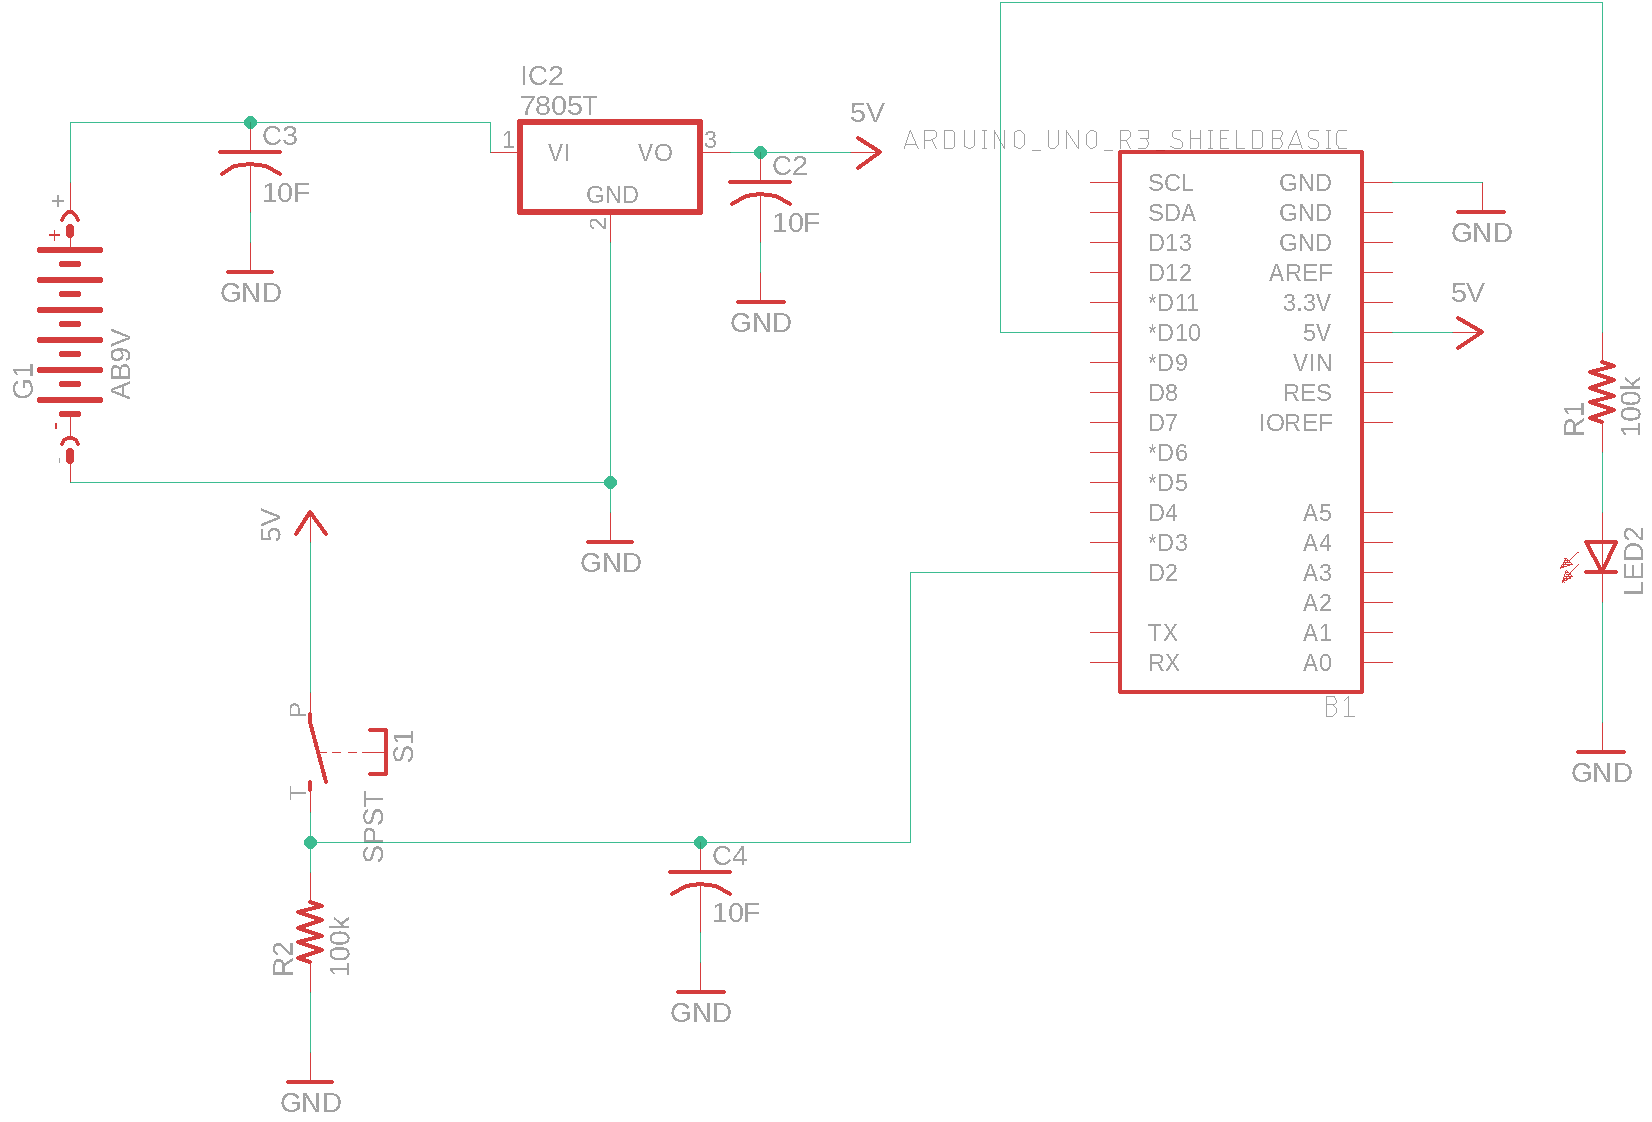 IC2
7805T
1
VI
VO
3
GND
2
C3
10F
GND
C2
10F
GND
5V
+
+
G1
AB9V
-
-
GND
5V
P
T
S1
SPST
R2
100k
GND
C4
10F
GND
ARDUINO_UNO_R3_SHIELDBASIC
SCL GND
SDA GND
D13 GND
D12 AREF
*D11 3.3V
*D10 5V
*D9 VIN
D8 RES
D7 IOREF
*D6
*D5
D4 A5
*D3 A4
D2 A3
A2
TX A1
RX A0
B1
GND
5V
R1
100k
LED2
GND